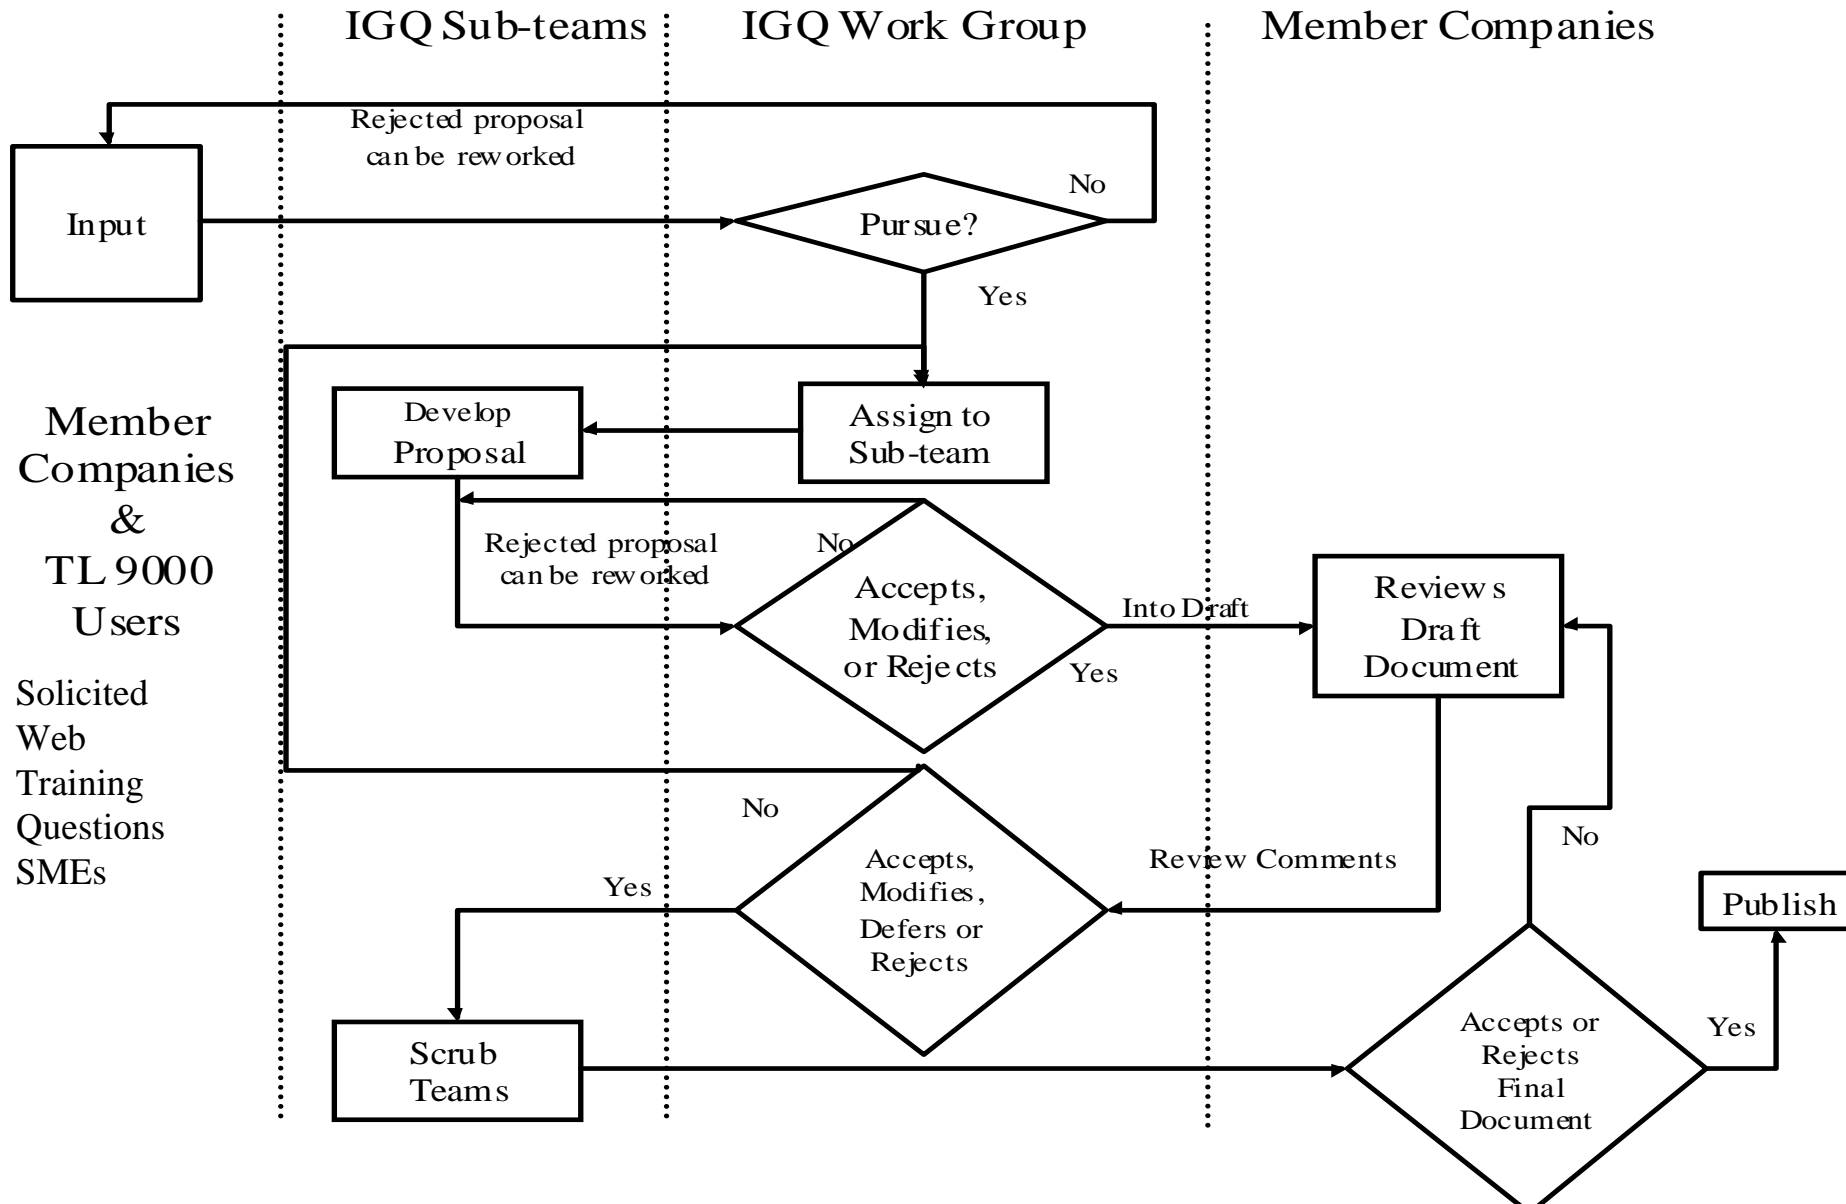 IGQ Sub-teams
IGQ Work Group
Member Companies
Rejected proposal
can be reworked
No
Input
Pursue?
Yes
Member
Companies
&
TL 9000
Users
Solicited
Web
Training
Questions
SMEs
Develop
Proposal
Assign to
Sub-team
Rejected proposal
can be reworked
No
Accepts,
Modifies,
or Rejects
Into Draft
Yes
Reviews
Draft
Document
No
Yes
Accepts,
Modifies,
Defers or
Rejects
Review Comments
No
Publish
Scrub
Teams
Accepts or
Rejects
Final
Document
Yes